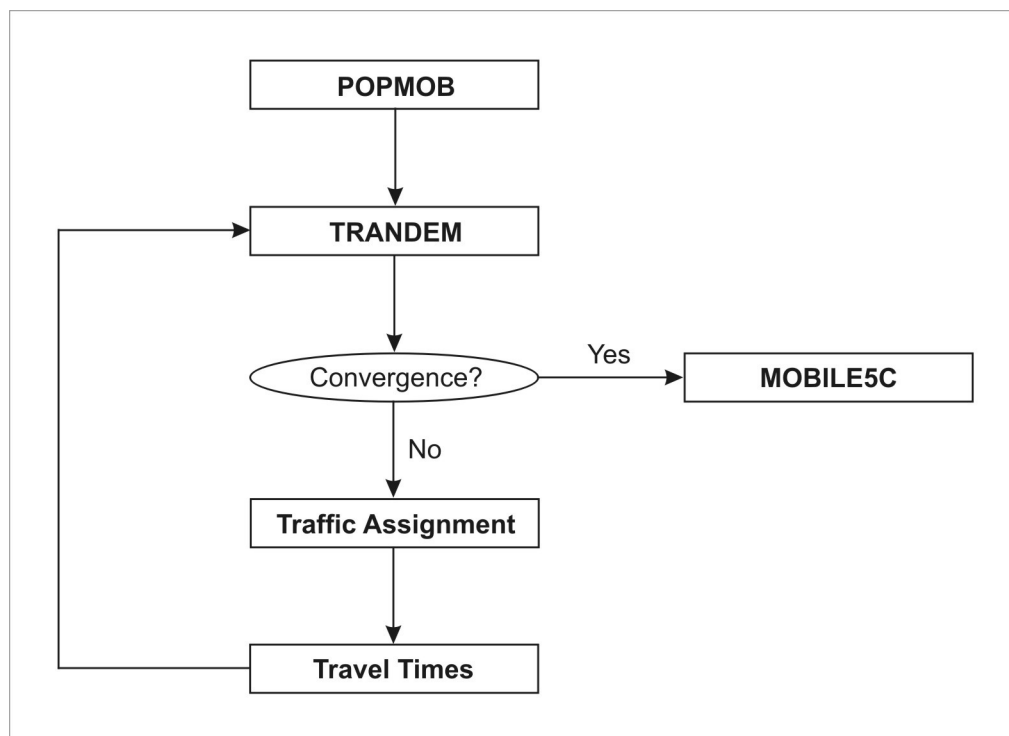 POPMOB
TRANDEM
Convergence?
Yes
MOBILE5C
No
Traffic Assignment
Travel Times